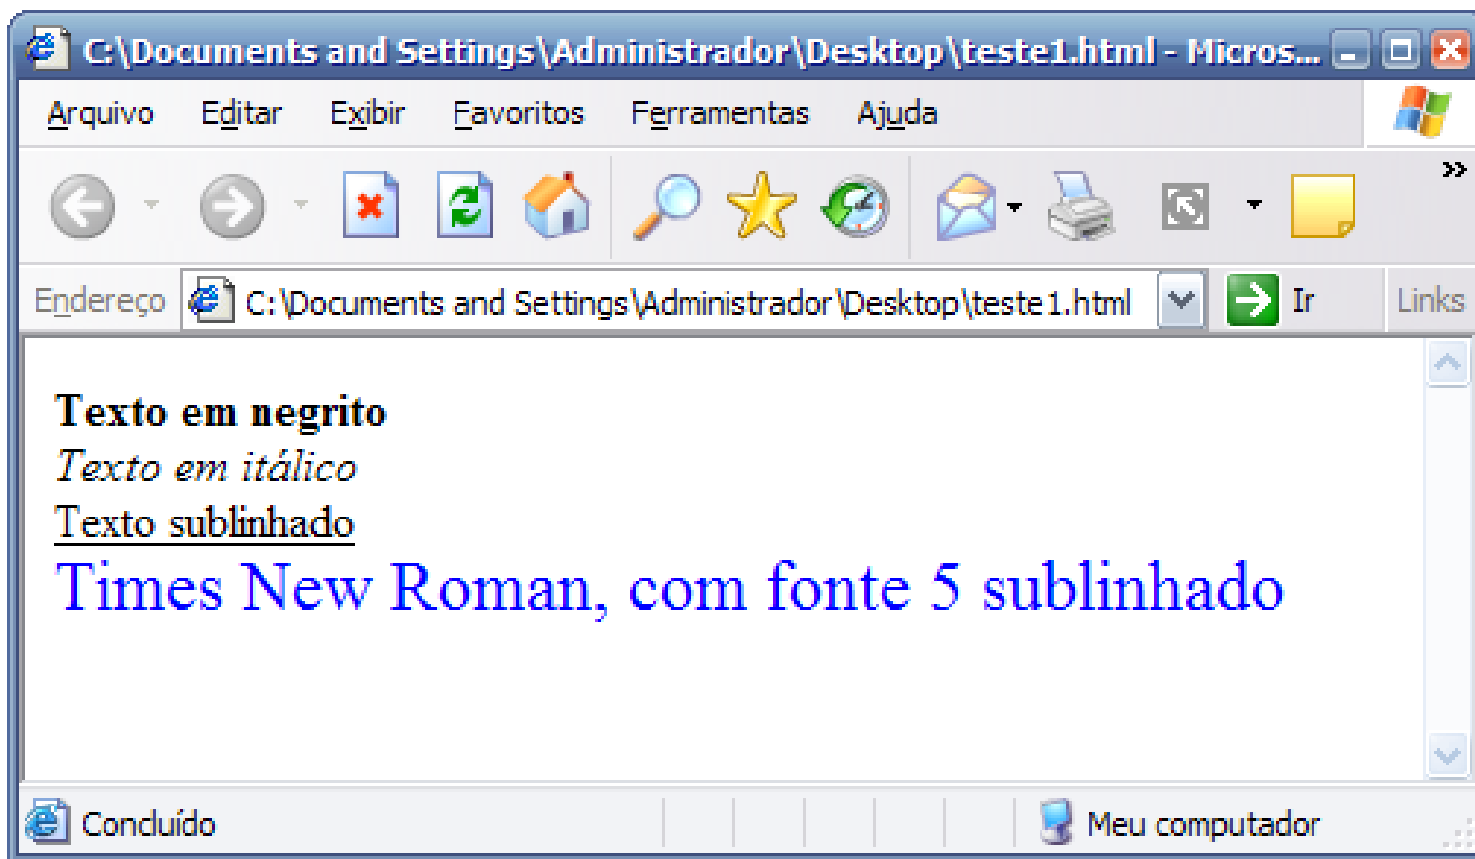 C:\Documents and Settings\Administrador\Desktop\teste1.html - Micros...
Arquivo Editar Exibir Favoritos Ferramentas Ajuda
Endereço C:\Documents and Settings\Administrador\Desktop\teste1.html Ir Links
Texto em negrito
Texto em itálico
Texto sublinhado
Times New Roman, com fonte 5 sublinhado
Concluído Meu computador